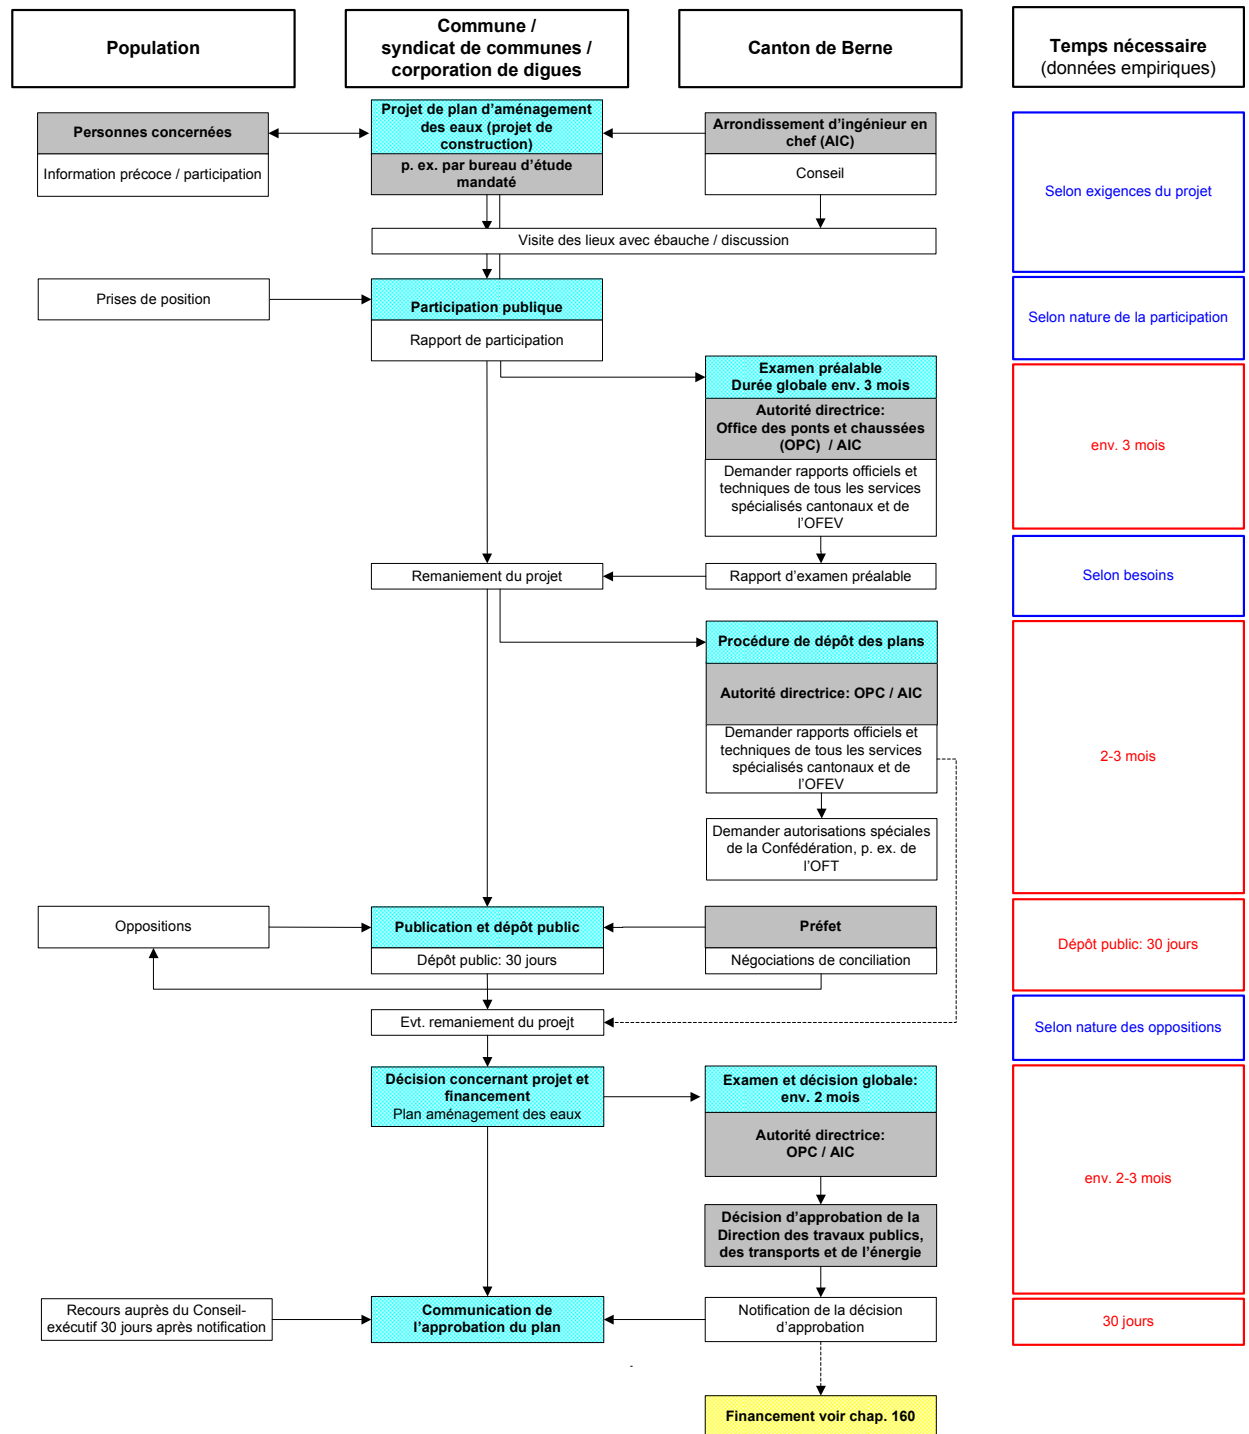 Population
Commune /
syndicat de communes /
corporation de digues
Canton de Berne
Temps nécessaire
(données empiriques)
Personnes concernées
Information précoce / participation
Projet de plan d’aménagement
des eaux (projet de
construction)
p. ex. par bureau d’étude
mandaté
Arrondissement d’ingénieur en
chef (AIC)
Conseil
Selon exigences du projet
Visite des lieux avec ébauche / discussion
Prises de position
Participation publique
Rapport de participation
Selon nature de la participation
Examen préalable
Durée globale env. 3 mois
Autorité directrice:
Office des ponts et chaussées
(OPC) / AIC
Demander rapports officiels et
techniques de tous les services
spécialisés cantonaux et de
l’OFEV
env. 3 mois
Remaniement du projet
Rapport d’examen préalable
Selon besoins
Procédure de dépôt des plans
Autorité directrice: OPC / AIC
Demander rapports officiels et
techniques de tous les services
spécialisés cantonaux et de
l’OFEV
Demander autorisations spéciales
de la Confédération, p. ex. de
l’OFT
2-3 mois
Oppositions
Publication et dépôt public
Dépôt public: 30 jours
Préfet
Négociations de conciliation
Dépôt public: 30 jours
Evt. remaniement du proejt
Selon nature des oppositions
Décision concernant projet et
financement
Plan aménagement des eaux
Examen et décision globale:
env. 2 mois
Autorité directrice:
OPC / AIC
Décision d’approbation de la
Direction des travaux publics,
des transports et de l’énergie
env. 2-3 mois
Recours auprès du Conseil-
exécutif 30 jours après notification
Communication de
l’approbation du plan
Notification de la décision
d’approbation
30 jours
-
Financement voir chap. 160